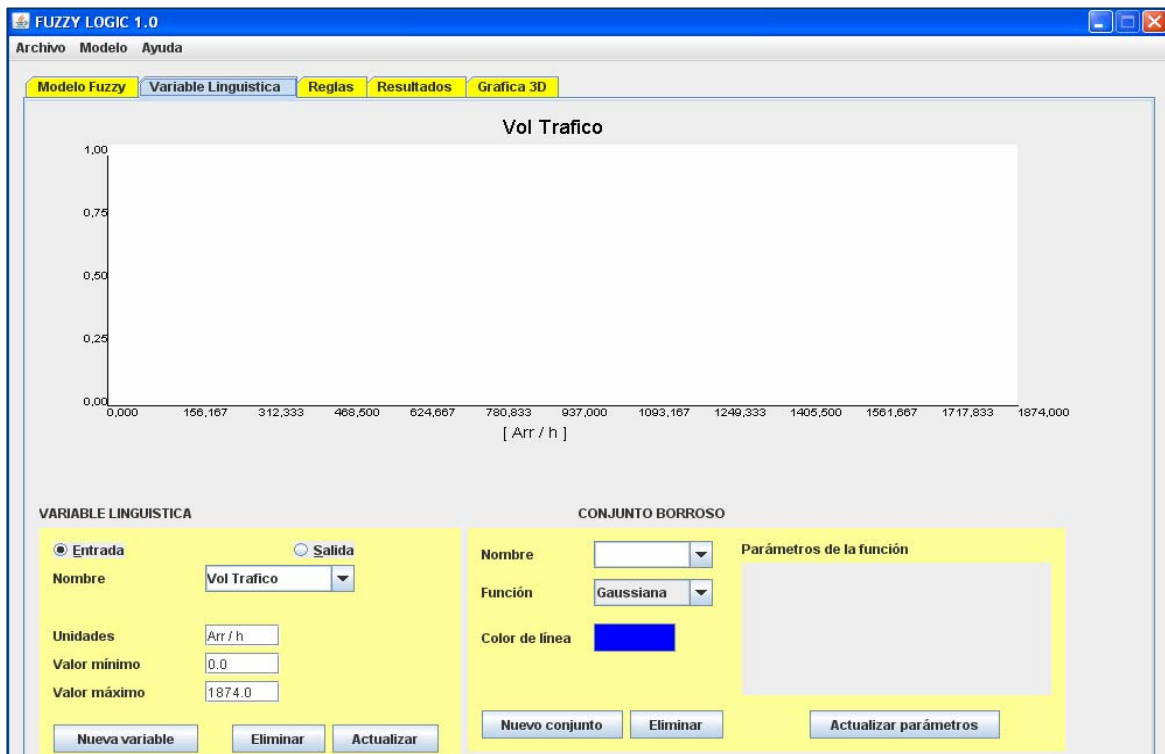 FUZZY LOGIC 1.0
Archivo Modelo Ayuda
Modelo Fuzzy Variable Linguistica Reglas Resultados Grafica 3D
Vol Trafico
1,00
0,75
0,50
0,25
0,00
0,000 156,167 312,333 468,500 624,667 780,833 937,000 1093,167 1249,333 1405,500 1561,667 1717,833 1874,000
[ Arr / h ]
VARIABLE LINGUISTICA
Entrada Salida
Nombre Vol Trafico
Unidades Arr / h
Valor mínimo 0.0
Valor máximo 1874.0
Nueva variable Eliminar Actualizar
CONJUNTO BORROSO
Nombre
Función Gaussiana
Color de línea
Parámetros de la función
Nuevo conjunto Eliminar Actualizar parámetros